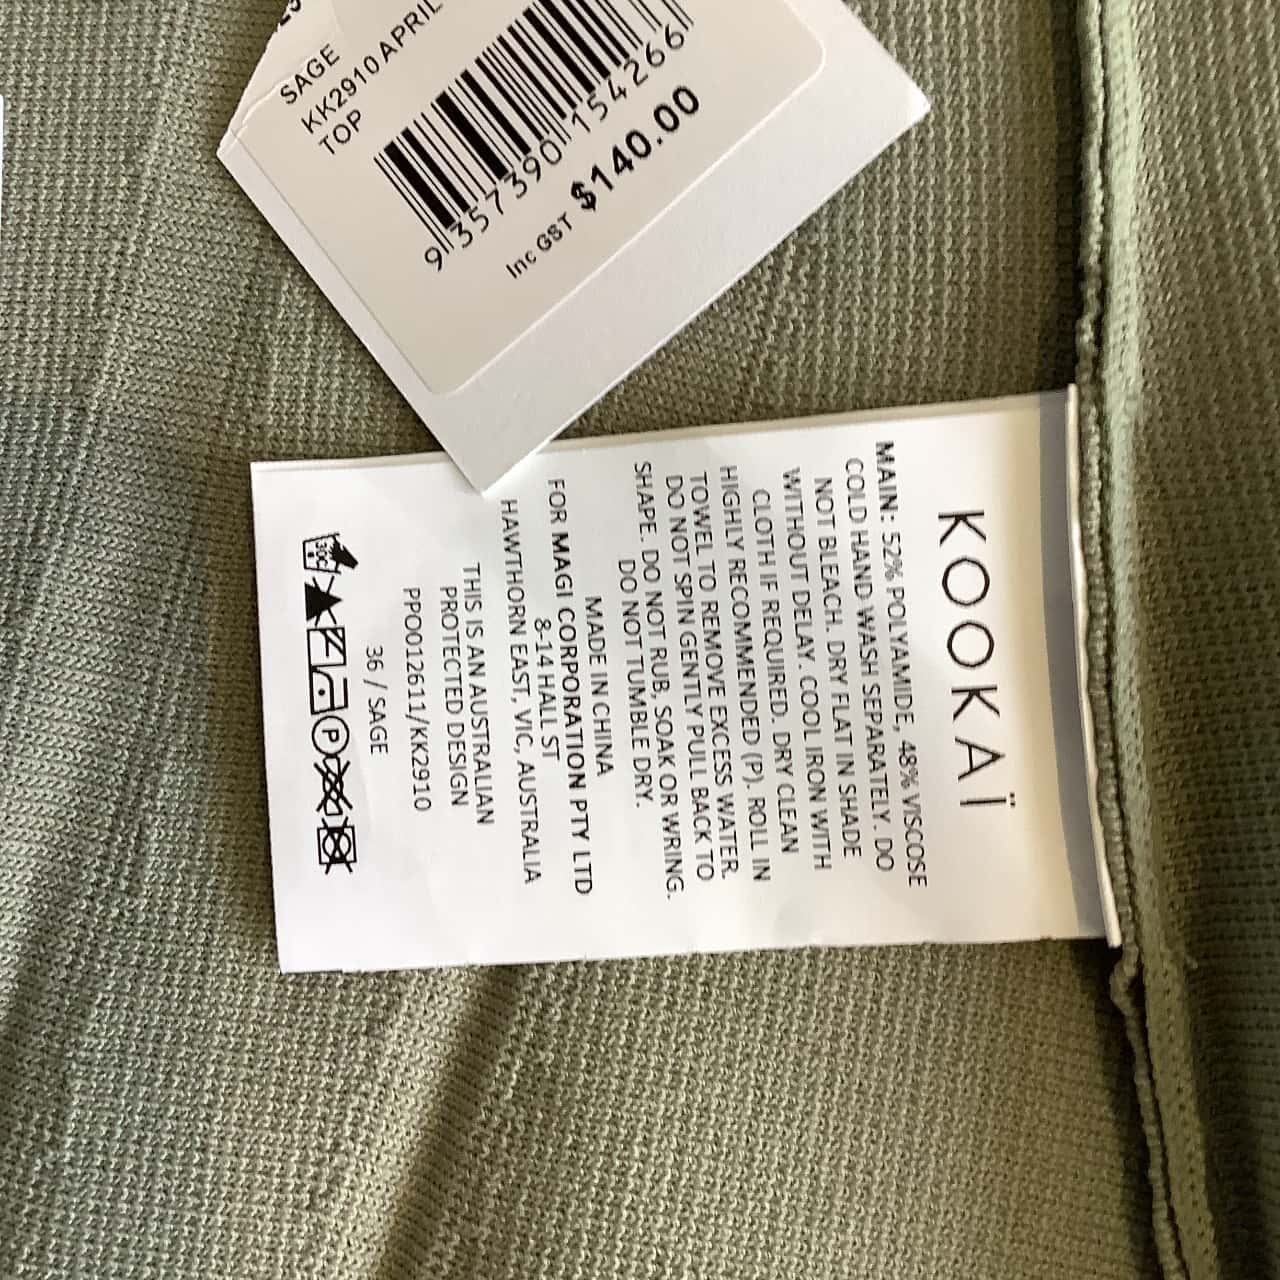 SAGE
KK2910 APRIL
TOP
9 357390 154266
Inc GST $140.00
KOOKAÏ
MAIN: 52% POLYAMIDE, 48% VISCOSE
COLD HAND WASH SEPARATELY. DO
NOT BLEACH. DRY FLAT IN SHADE
WITHOUT DELAY. COOL IRON WITH
CLOTH IF REQUIRED. DRY CLEAN
HIGHLY RECOMMENDED (P). ROLL IN
TOWEL TO REMOVE EXCESS WATER.
DO NOT SPIN GENTLY PULL BACK TO
SHAPE. DO NOT RUB, SOAK OR WRING.
DO NOT TUMBLE DRY.
MADE IN CHINA
FOR MAGI CORPORATION PTY LTD
8-14 HALL ST
HAWTHORN EAST, VIC, AUSTRALIA
THIS IS AN AUSTRALIAN
PROTECTED DESIGN
PPO012611/KK2910
36 / SAGE
P